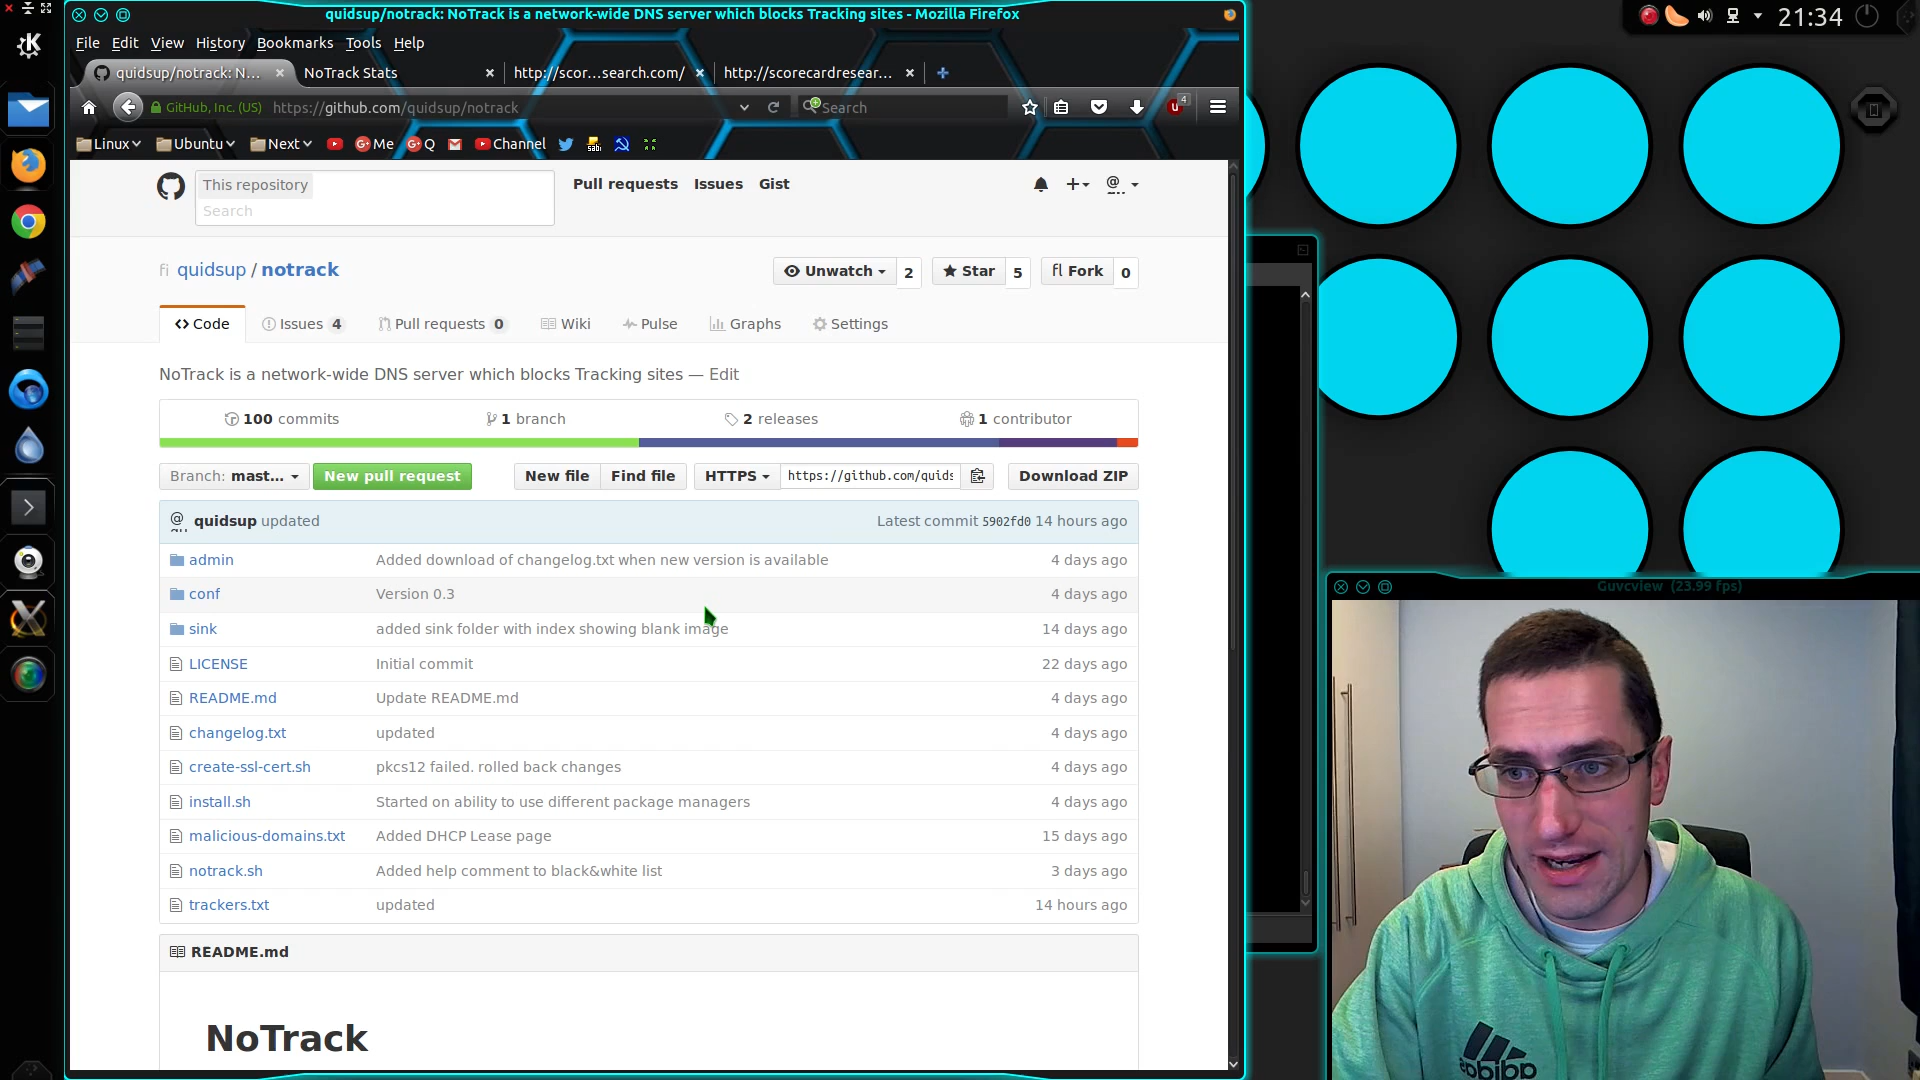 quidsup/notrack: NoTrack is a network-wide DNS server which blocks Tracking sites - Mozilla Firefox
21:34
File Edit View History Bookmarks Tools Help
quidsup/notrack: N...
NoTrack Stats
http://scor...search.com/
http://scorecardresear...
GitHub, Inc. (US) https://github.com/quidsup/notrack
Search
4
Linux Ubuntu Next Me Q Channel
This repository
Search
Pull requests Issues Gist
quidsup / notrack
Unwatch 2
Star 5
Fork 0
Code
Issues 4
Pull requests 0
Wiki
Pulse
Graphs
Settings
NoTrack is a network-wide DNS server which blocks Tracking sites — Edit
100 commits 1 branch 2 releases 1 contributor
Branch: mast... New pull request New file Find file HTTPS https://github.com/quids Download ZIP
quidsup updated Latest commit 5902fd0 14 hours ago
admin Added download of changelog.txt when new version is available 4 days ago
conf Version 0.3 4 days ago
sink added sink folder with index showing blank image 14 days ago
LICENSE Initial commit 22 days ago
README.md Update README.md 4 days ago
changelog.txt updated 4 days ago
create-ssl-cert.sh pkcs12 failed. rolled back changes 4 days ago
install.sh Started on ability to use different package managers 4 days ago
malicious-domains.txt Added DHCP Lease page 15 days ago
notrack.sh Added help comment to black&white list 3 days ago
trackers.txt updated 14 hours ago
README.md
NoTrack
Guvcview (23.99 fps)
adidas